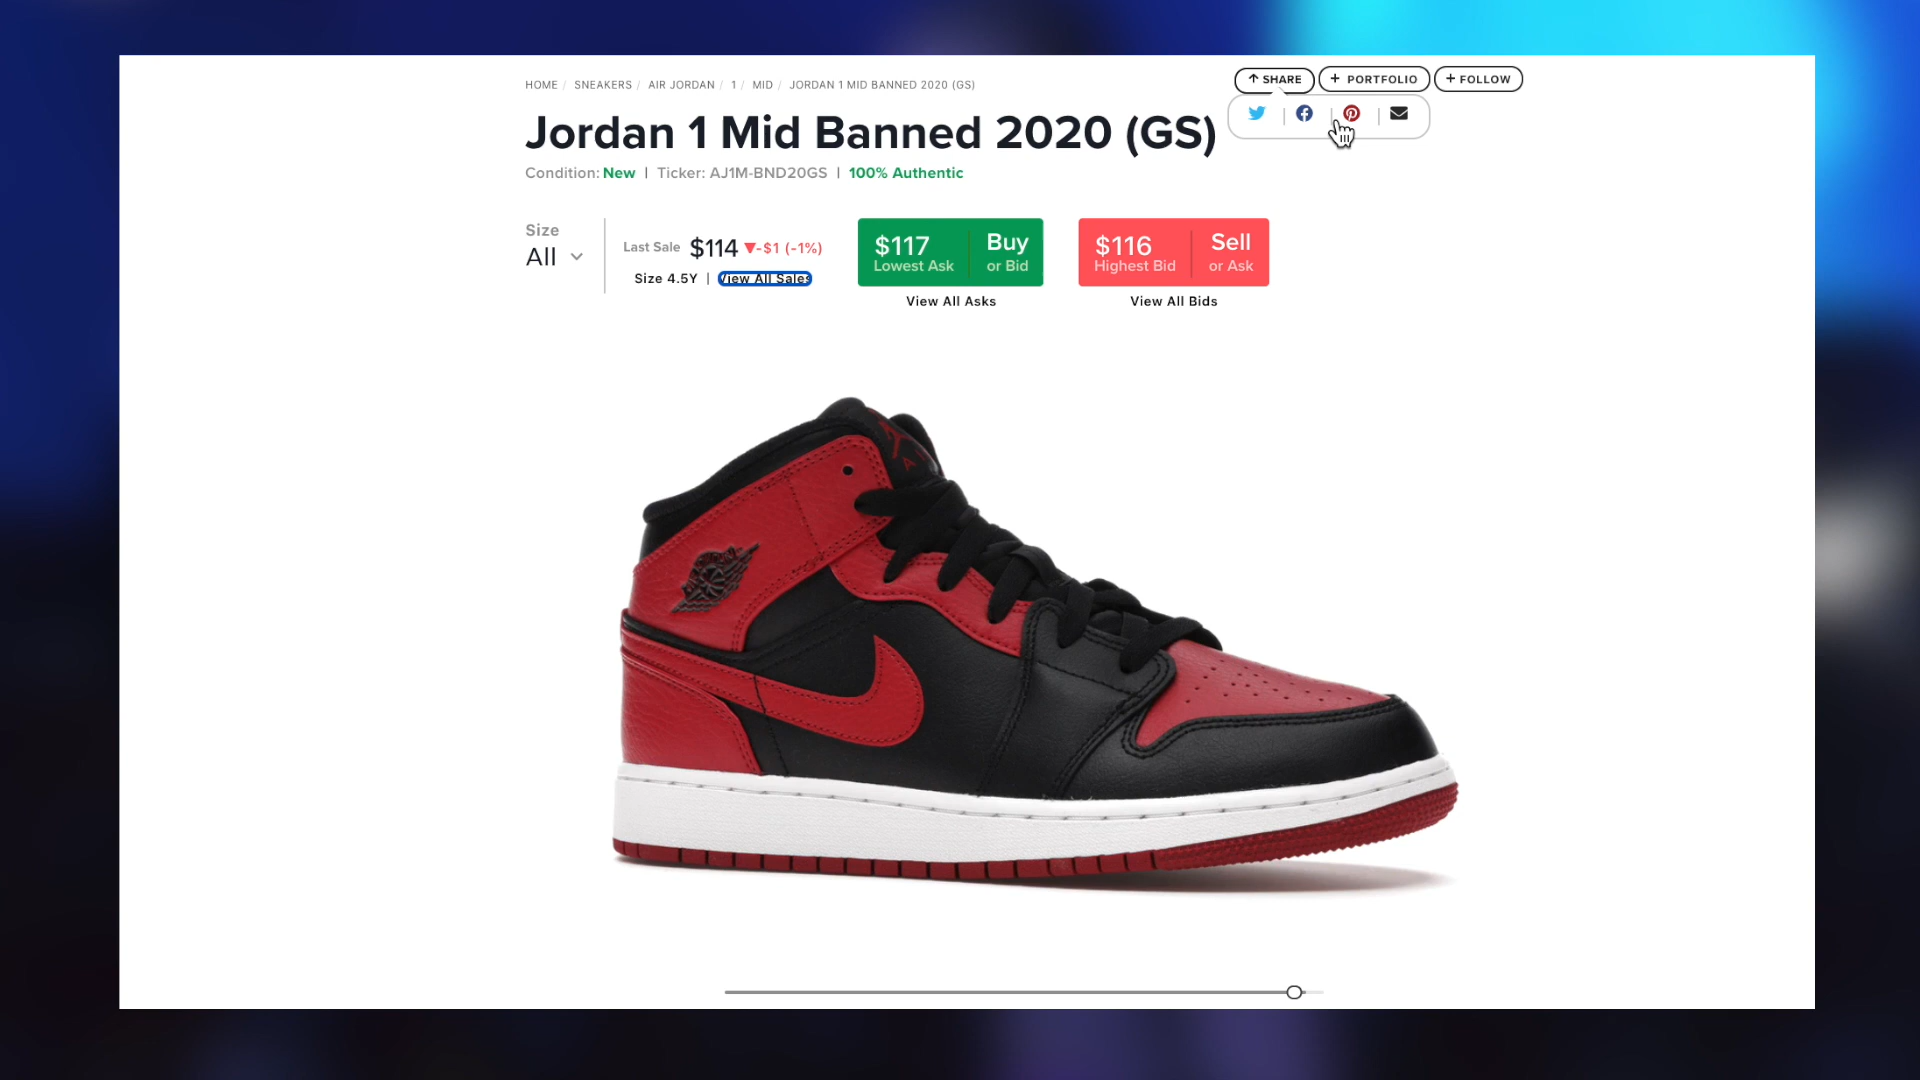 HOME / SNEAKERS / AIR JORDAN / 1 / MID / JORDAN 1 MID BANNED 2020 (GS)
SHARE
+ PORTFOLIO
+ FOLLOW
Jordan 1 Mid Banned 2020 (GS)
Condition: New | Ticker: AJ1M-BND20GS | 100% Authentic
Size
All
Last Sale $114 ▼-$1 (-1%)
Size 4.5Y | View All Sales
$117
Lowest Ask
Buy
or Bid
View All Asks
$116
Highest Bid
Sell
or Ask
View All Bids